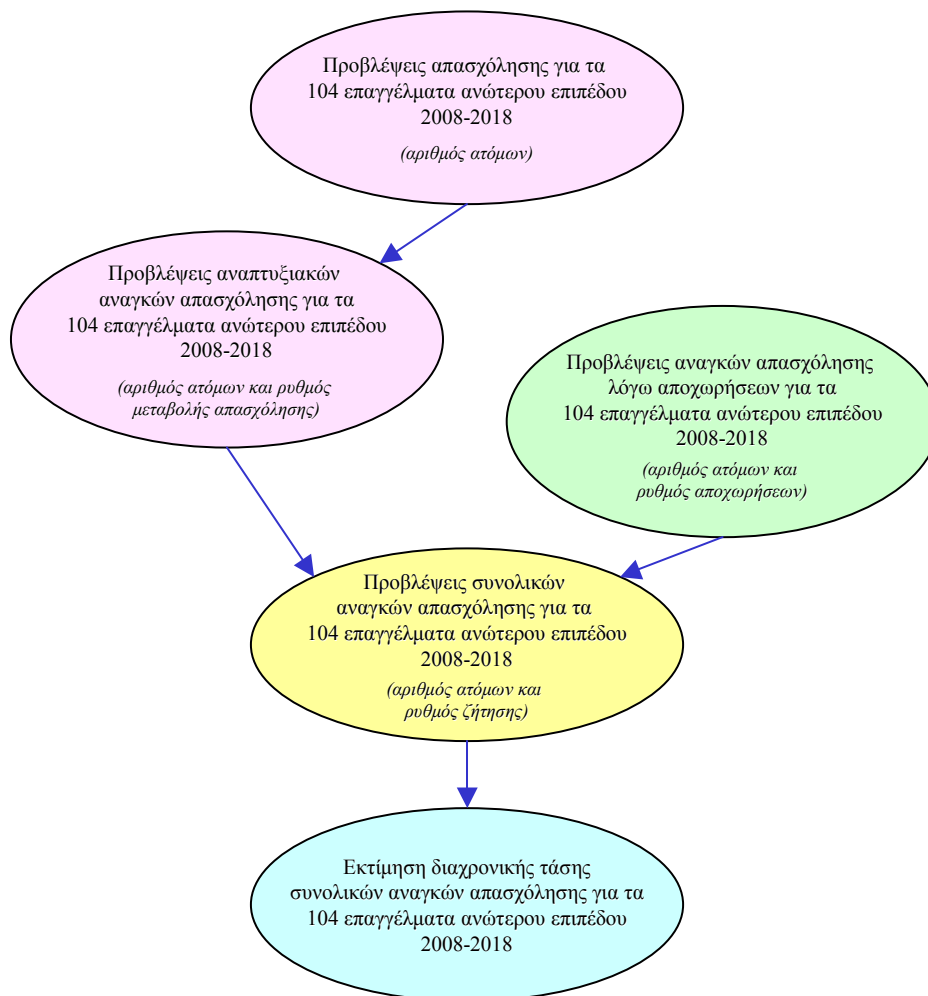 Προβλέψεις απασχόλησης για τα
104 επαγγέλματα ανώτερου επιπέδου
2008-2018
(αριθμός ατόμων)
Προβλέψεις αναπτυξιακών
αναγκών απασχόλησης για τα
104 επαγγέλματα ανώτερου επιπέδου
2008-2018
(αριθμός ατόμων και ρυθμός
μεταβολής απασχόλησης)
Προβλέψεις αναγκών απασχόλησης
λόγω αποχωρήσεων για τα
104 επαγγέλματα ανώτερου επιπέδου
2008-2018
(αριθμός ατόμων και
ρυθμός αποχωρήσεων)
Προβλέψεις συνολικών
αναγκών απασχόλησης για τα
104 επαγγέλματα ανώτερου επιπέδου
2008-2018
(αριθμός ατόμων και
ρυθμός ζήτησης)
Εκτίμηση διαχρονικής τάσης
συνολικών αναγκών απασχόλησης για τα
104 επαγγέλματα ανώτερου επιπέδου
2008-2018